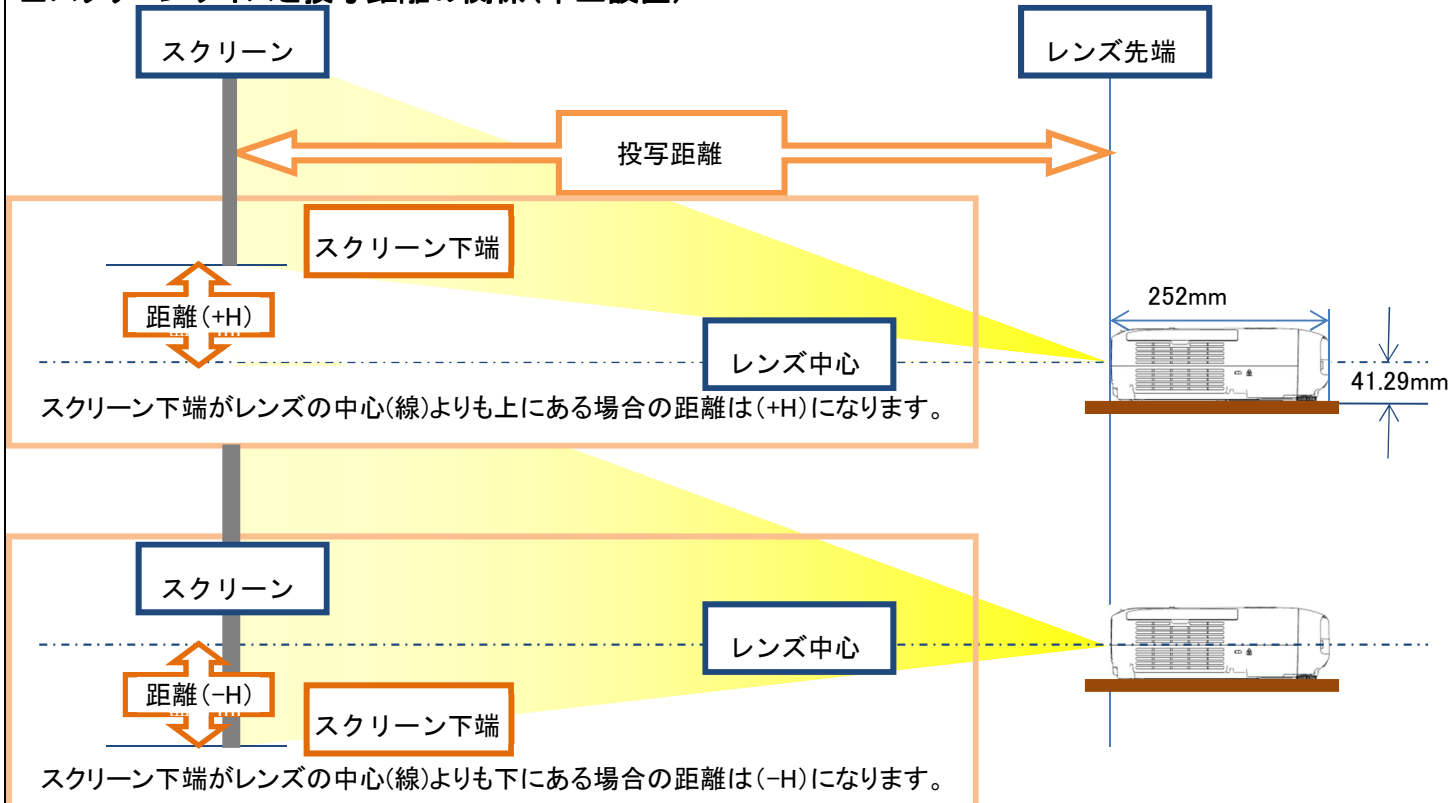 スクリーン
レンズ先端
投写距離
スクリーン下端
距離(+H)
252mm
レンズ中心
41.29mm
スクリーン下端がレンズの中心(線)よりも上にある場合の距離は(+H)になります。
スクリーン
レンズ中心
距離(-H)
スクリーン下端
スクリーン下端がレンズの中心(線)よりも下にある場合の距離は(-H)になります。